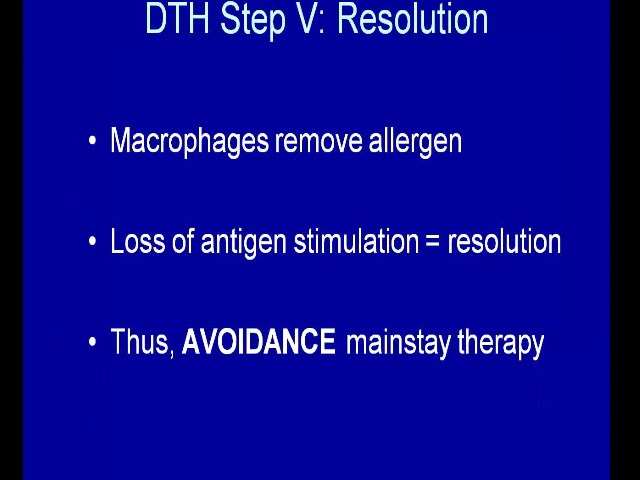 DTH Step V: Resolution
• Macrophages remove allergen
• Loss of antigen stimulation = resolution
• Thus, AVOIDANCE mainstay therapy